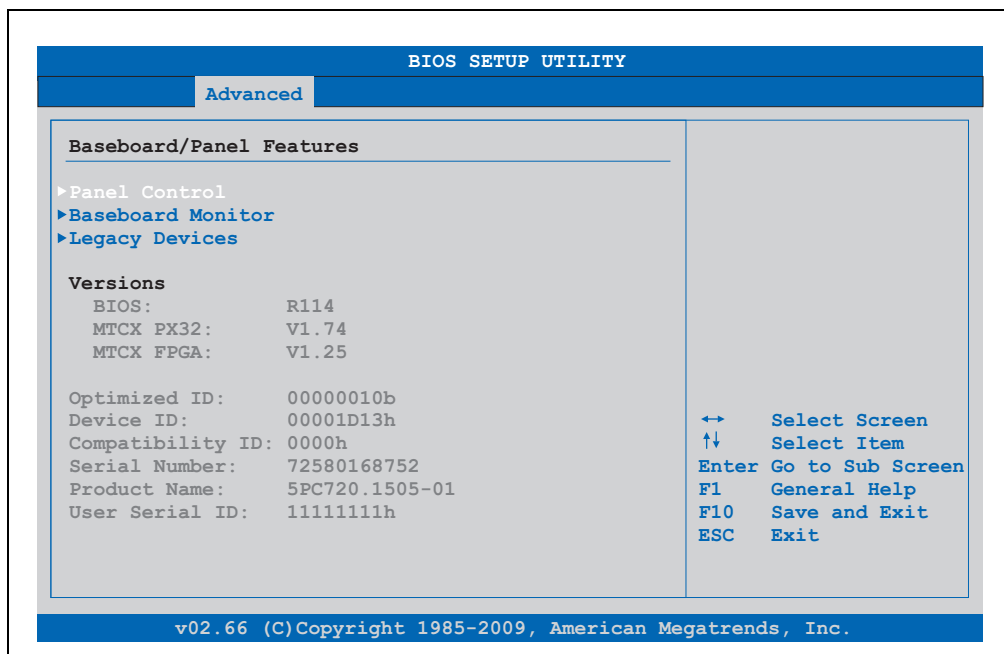 BIOS SETUP UTILITY
Advanced
Baseboard/Panel Features
▶Panel Control
▶Baseboard Monitor
▶Legacy Devices
Versions
BIOS: R114
MTCX PX32: V1.74
MTCX FPGA: V1.25
Optimized ID: 00000010b
Device ID: 00001D13h
Compatibility ID: 0000h
Serial Number: 72580168752
Product Name: 5PC720.1505-01
User Serial ID: 11111111h
↔ Select Screen
↑↓ Select Item
Enter Go to Sub Screen
F1 General Help
F10 Save and Exit
ESC Exit
v02.66 (C)Copyright 1985-2009, American Megatrends, Inc.